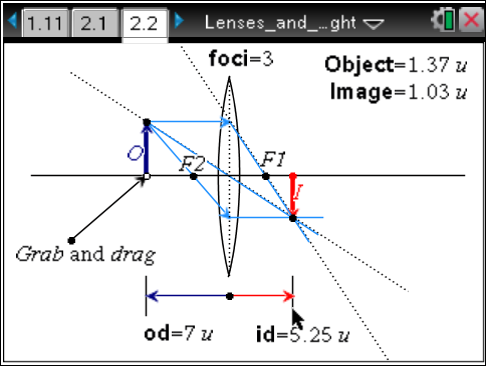 1.11 2.1 2.2 Lenses_and_…ght
foci=3
Object=1.37 u
Image=1.03 u
O
F2
F1
I
Grab and drag
od=7 u
id=5.25 u